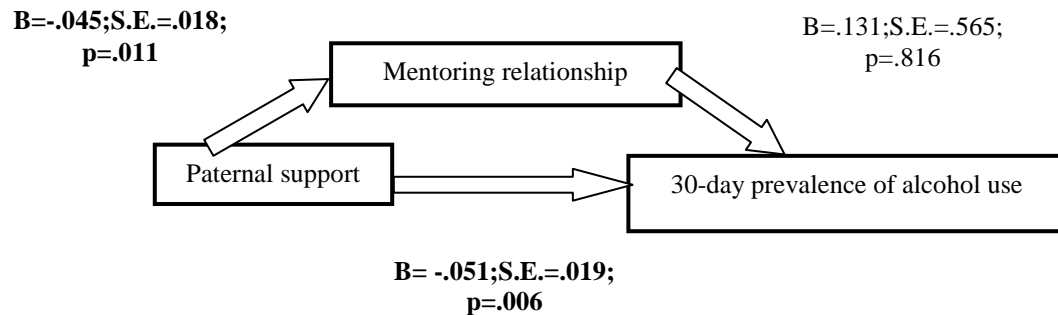 B=-.045;S.E.=.018;
p=.011
B=.131;S.E.=.565;
p=.816
Mentoring relationship
Paternal support
30-day prevalence of alcohol use
B= -.051;S.E.=.019;
p=.006